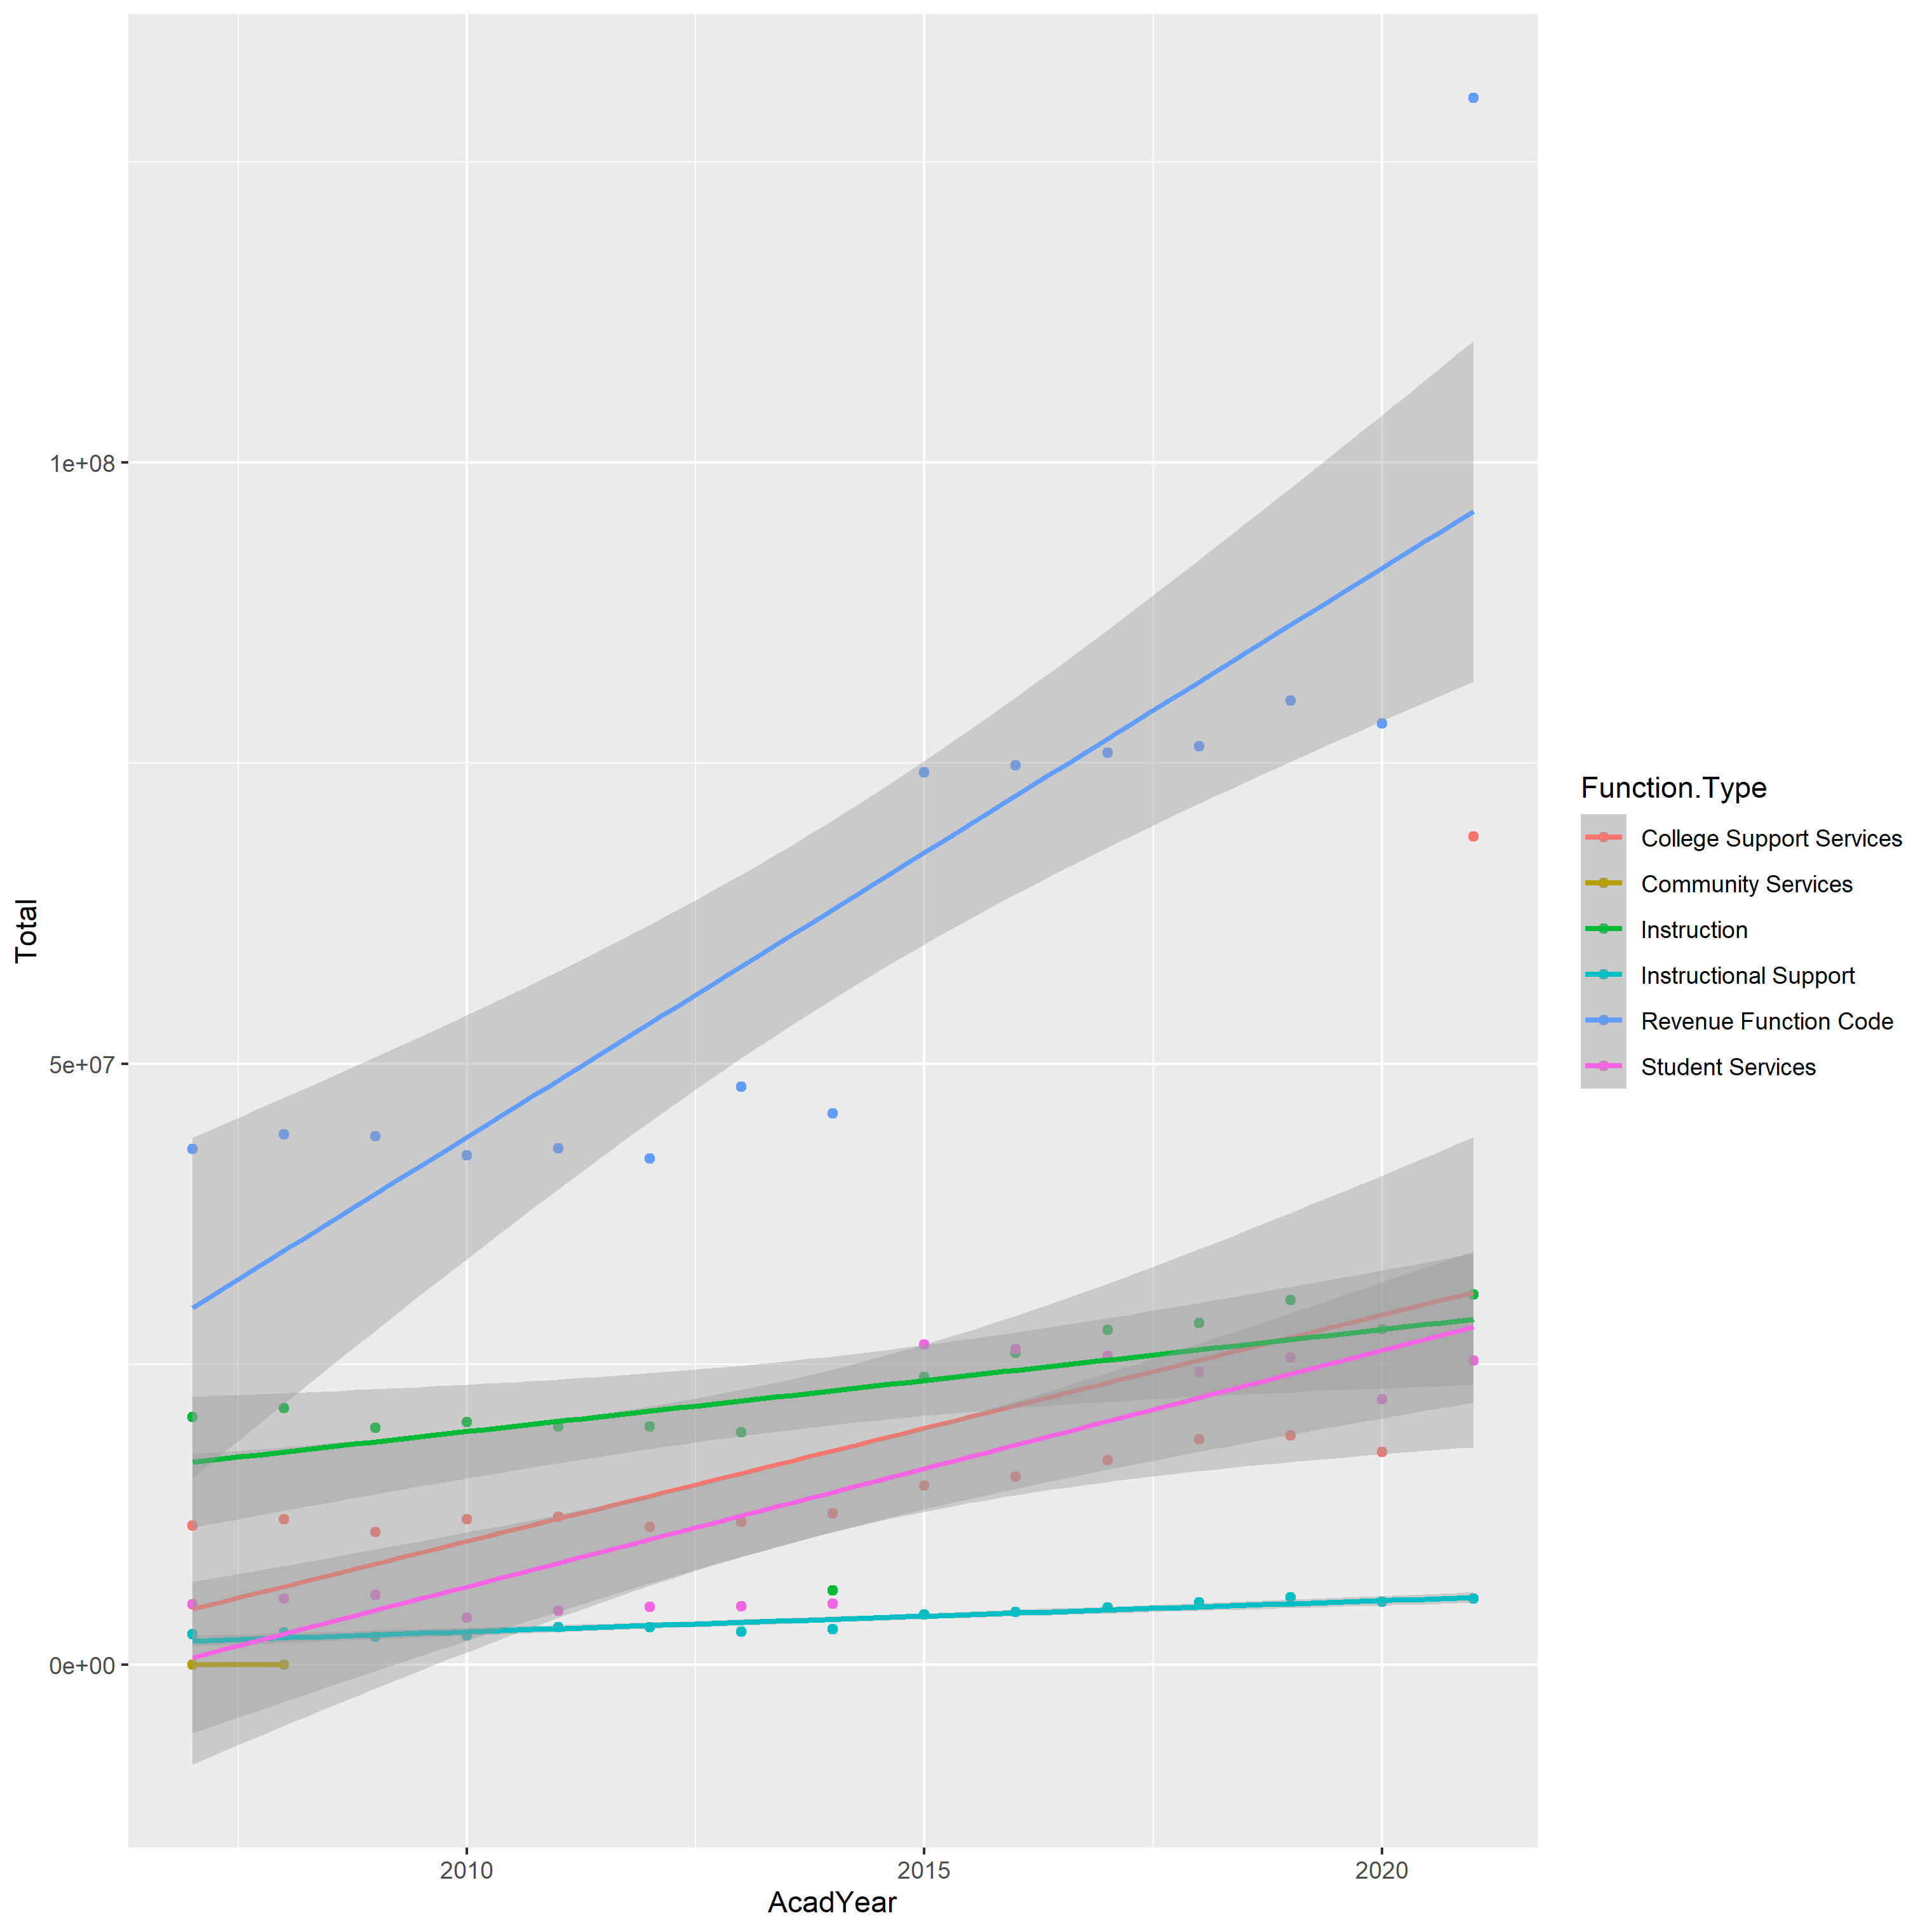 1e+08
5e+07
0e+00
Total
2010
2015
2020
AcadYear
Function.Type
College Support Services
Community Services
Instruction
Instructional Support
Revenue Function Code
Student Services